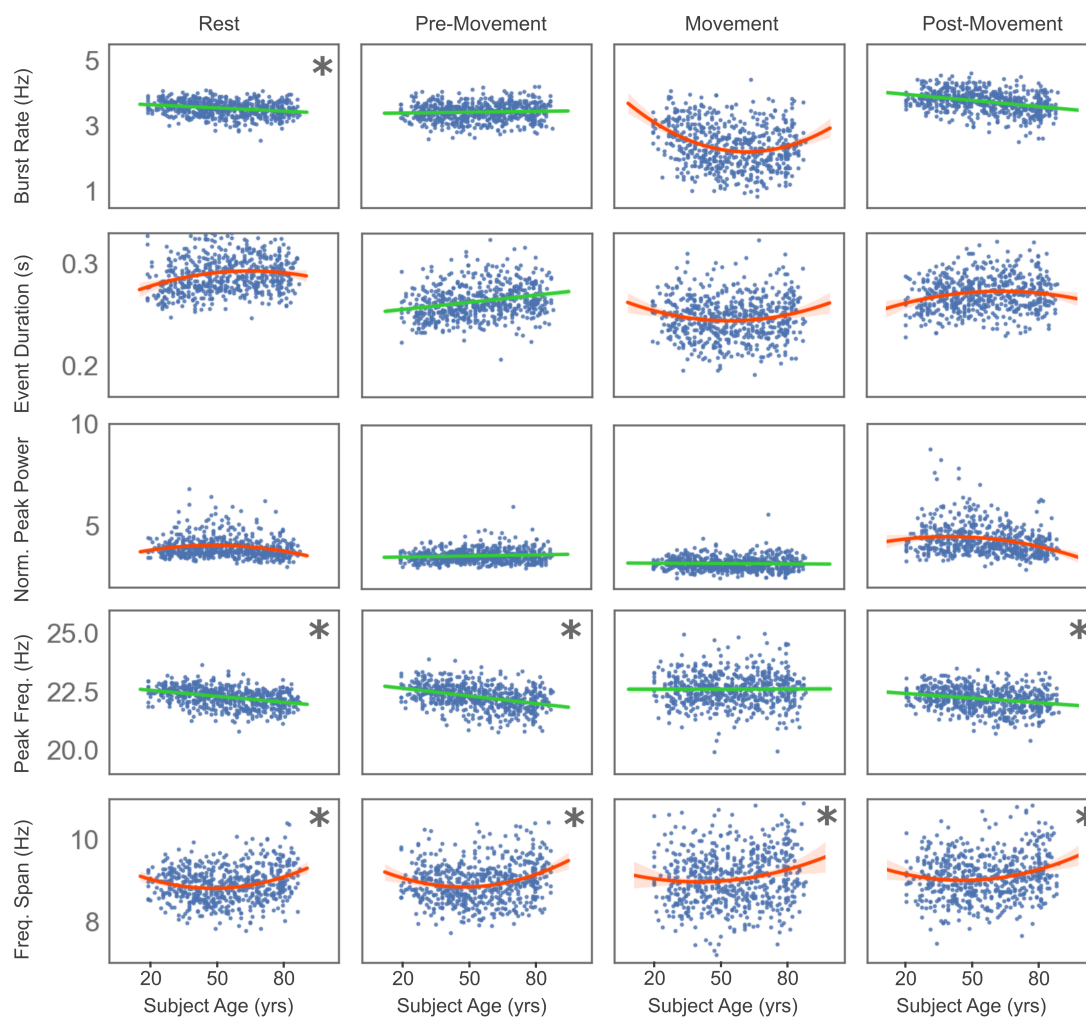 Rest Pre-Movement Movement Post-Movement
Burst Rate (Hz)
5 *
3
1
Event Duration (s)
0.3
0.2
Norm. Peak Power
10
5
Peak Freq. (Hz)
25.0 * * *
22.5
20.0
Freq. Span (Hz)
10 * * * *
8
20 50 80 20 50 80 20 50 80 20 50 80
Subject Age (yrs) Subject Age (yrs) Subject Age (yrs) Subject Age (yrs)